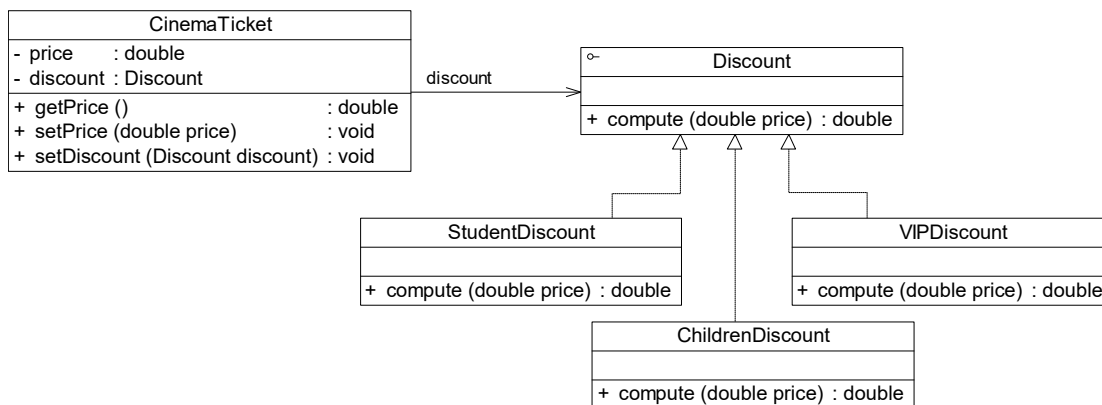 CinemaTicket
- price : double
- discount : Discount
+ getPrice () : double
+ setPrice (double price) : void
+ setDiscount (Discount discount) : void
discount
Discount
+ compute (double price) : double
StudentDiscount
+ compute (double price) : double
VIPDiscount
+ compute (double price) : double
ChildrenDiscount
+ compute (double price) : double